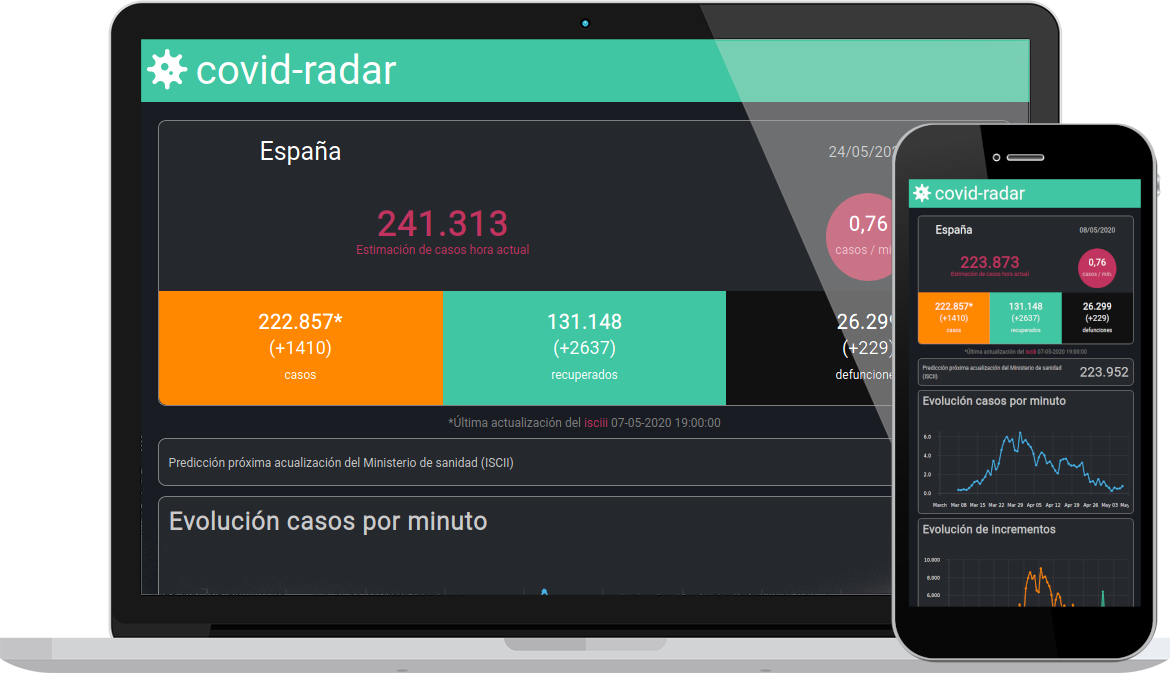 covid-radar
España
24/05/202
241.313
Estimación de casos hora actual
0,76
casos / mi
222.857*
(+1410)
casos
131.148
(+2637)
recuperados
26.299
(+229)
defuncione
*Última actualización del isciii 07-05-2020 19:00:00
Predicción próxima acualización del Ministerio de sanidad (ISCII)
Evolución casos por minuto
covid-radar
España
08/05/2020
223.873
Estimación de casos hora actual
0,76
casos / min.
222.857*
(+1410)
casos
131.148
(+2637)
recuperados
26.299
(+229)
defunciones
*Última actualización del isciii 07-05-2020 19:00:00
Predicción próxima acualización del Ministerio de sanidad
(ISCII)
223.952
Evolución casos por minuto
6.0
4.0
2.0
0.0
March Mar 08 Mar 15 Mar 22 Mar 29 Apr 05 Apr 12 Apr 19 Apr 26 May 03 May
Evolución de incrementos
10,000
8,000
6,000